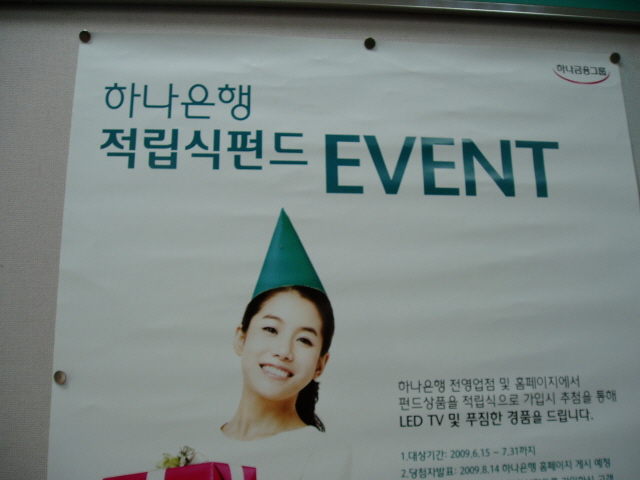 하나금융그룹
하나은행
적립식펀드 EVENT
하나은행 전영업점 및 홈페이지에서
펀드상품을 적립식으로 가입시 추첨을 통해
LED TV 및 푸짐한 경품을 드립니다.
1.대상기간: 2009.6.15 ~ 7.31까지
2.당첨자발표: 2009.8.14 하나은행 홈페이지 게시 예정